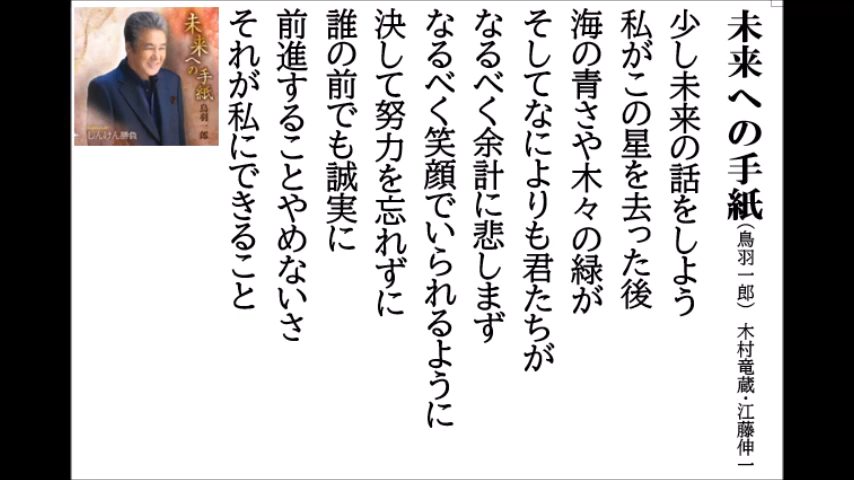 未来への手紙(鳥羽一郎) 木村竜蔵・江藤伸一
少し未来の話をしよう
私がこの星を去った後
海の青さや木々の緑が
そしてなによりも君たちが
なるべく余計に悲しまず
なるべく笑顔でいられるように
決して努力を忘れずに
誰の前でも誠実に
前進することやめないさ
それが私にできること
未来への手紙
鳥羽一郎
しんけん勝負